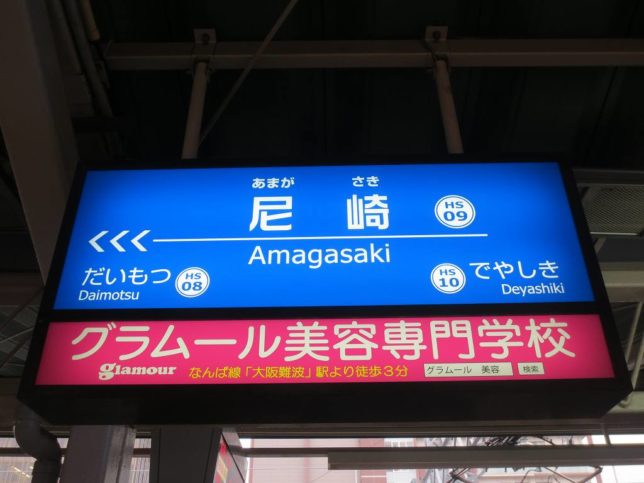 あまが さき
尼 崎
HS 09
Amagasaki
だいもつ HS 08
Daimotsu
HS 10 でやしき
Deyashiki
グラムール美容専門学校
glamour なんば線「大阪難波」駅より徒歩3分 グラムール 美容 検索